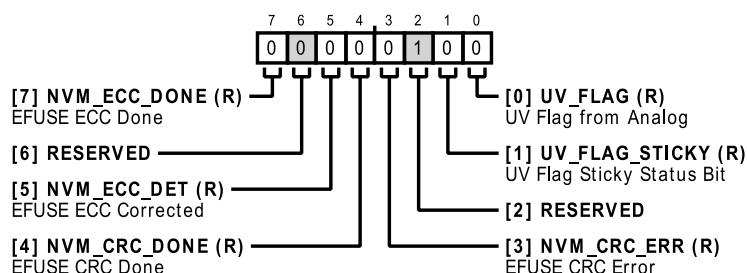 7 6 5 4 3 2 1 0
0 0 0 0 0 1 0 0
[7] NVM_ECC_DONE (R)
EFUSE ECC Done
[6] RESERVED
[5] NVM_ECC_DET (R)
EFUSE ECC Corrected
[4] NVM_CRC_DONE (R)
EFUSE CRC Done
[0] UV_FLAG (R)
UV Flag from Analog
[1] UV_FLAG_STICKY (R)
UV Flag Sticky Status Bit
[2] RESERVED
[3] NVM_CRC_ERR (R)
EFUSE CRC Error